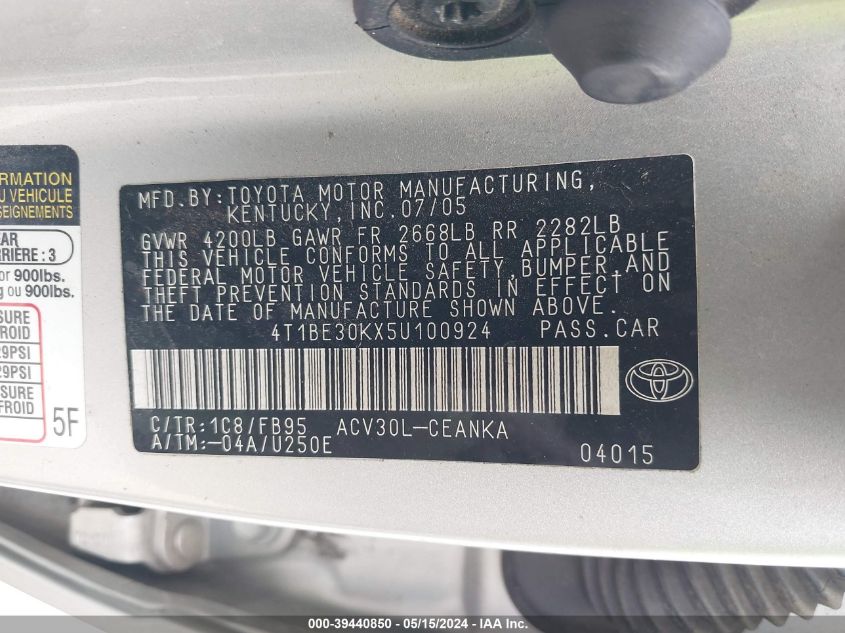 RMATION
U VEHICULE
SEIGNEMENTS
AR
RRIÈRE : 3
or 900lbs.
g ou 900lbs.
SURE
ROID
29PSI
29PSI
SURE
FROID
5F
MFD. BY: TOYOTA MOTOR MANUFACTURING,
KENTUCKY, INC. 07/05
GVWR 4200LB GAWR FR 2668LB RR 2282LB
THIS VEHICLE CONFORMS TO ALL APPLICABLE
FEDERAL MOTOR VEHICLE SAFETY, BUMPER, AND
THEFT PREVENTION STANDARDS IN EFFECT ON
THE DATE OF MANUFACTURE SHOWN ABOVE.
4T1BE30KX5U100924 PASS.CAR
C/TR: 1C8/FB95 ACV30L-CEANKA
A/TM: -04A/U250E
04015
000-39440850 - 05/15/2024 - IAA Inc.